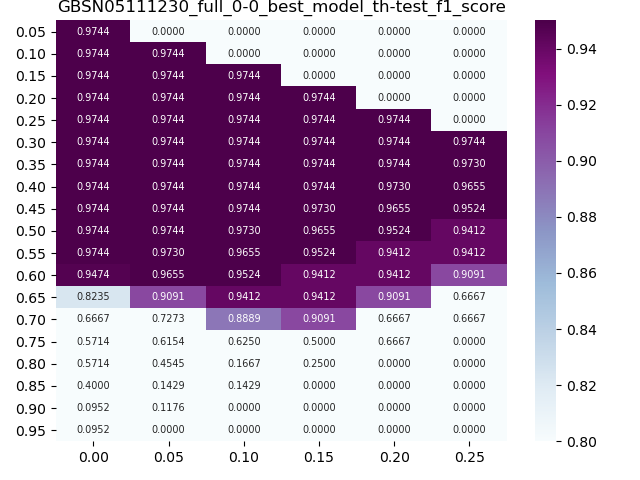 GBSN05111230_full_0-0_best_model_th-test_f1_score
0.05 0.9744 0.0000 0.0000 0.0000 0.0000 0.0000
0.10 0.9744 0.9744 0.0000 0.0000 0.0000 0.0000
0.15 0.9744 0.9744 0.9744 0.0000 0.0000 0.0000
0.20 0.9744 0.9744 0.9744 0.9744 0.0000 0.0000
0.25 0.9744 0.9744 0.9744 0.9744 0.9744 0.0000
0.30 0.9744 0.9744 0.9744 0.9744 0.9744 0.9744
0.35 0.9744 0.9744 0.9744 0.9744 0.9744 0.9730
0.40 0.9744 0.9744 0.9744 0.9744 0.9730 0.9655
0.45 0.9744 0.9744 0.9744 0.9730 0.9655 0.9524
0.50 0.9744 0.9744 0.9730 0.9655 0.9524 0.9412
0.55 0.9744 0.9730 0.9655 0.9524 0.9412 0.9412
0.60 0.9474 0.9655 0.9524 0.9412 0.9412 0.9091
0.65 0.8235 0.9091 0.9412 0.9412 0.9091 0.6667
0.70 0.6667 0.7273 0.8889 0.9091 0.6667 0.6667
0.75 0.5714 0.6154 0.6250 0.5000 0.6667 0.0000
0.80 0.5714 0.4545 0.1667 0.2500 0.0000 0.0000
0.85 0.4000 0.1429 0.1429 0.0000 0.0000 0.0000
0.90 0.0952 0.1176 0.0000 0.0000 0.0000 0.0000
0.95 0.0952 0.0000 0.0000 0.0000 0.0000 0.0000
0.00 0.05 0.10 0.15 0.20 0.25
0.94
0.92
0.90
0.88
0.86
0.84
0.82
0.80